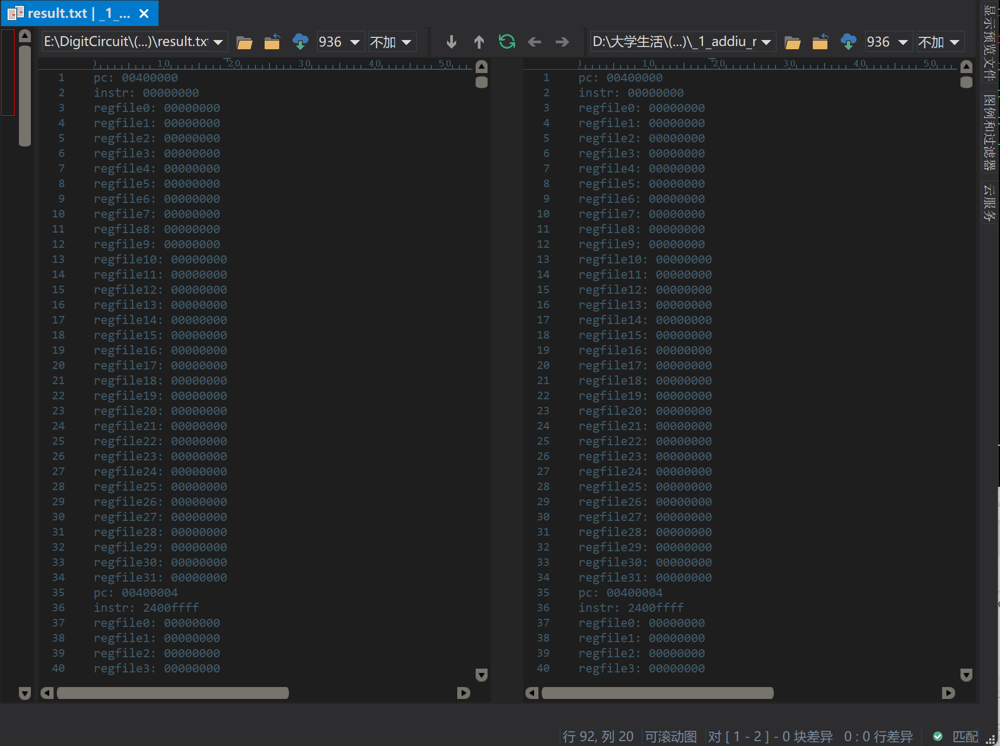 result.txt | _1_...
E:\DigitCircuit\(...)\result.txt
936
不加
D:\大学生活\(...)\_1_addiu_r
936
不加
0 10 20 30 40 50
1 pc: 00400000
2 instr: 00000000
3 regfile0: 00000000
4 regfile1: 00000000
5 regfile2: 00000000
6 regfile3: 00000000
7 regfile4: 00000000
8 regfile5: 00000000
9 regfile6: 00000000
10 regfile7: 00000000
11 regfile8: 00000000
12 regfile9: 00000000
13 regfile10: 00000000
14 regfile11: 00000000
15 regfile12: 00000000
16 regfile13: 00000000
17 regfile14: 00000000
18 regfile15: 00000000
19 regfile16: 00000000
20 regfile17: 00000000
21 regfile18: 00000000
22 regfile19: 00000000
23 regfile20: 00000000
24 regfile21: 00000000
25 regfile22: 00000000
26 regfile23: 00000000
27 regfile24: 00000000
28 regfile25: 00000000
29 regfile26: 00000000
30 regfile27: 00000000
31 regfile28: 00000000
32 regfile29: 00000000
33 regfile30: 00000000
34 regfile31: 00000000
35 pc: 00400004
36 instr: 2400ffff
37 regfile0: 00000000
38 regfile1: 00000000
39 regfile2: 00000000
40 regfile3: 00000000
0 10 20 30 40 50
1 pc: 00400000
2 instr: 00000000
3 regfile0: 00000000
4 regfile1: 00000000
5 regfile2: 00000000
6 regfile3: 00000000
7 regfile4: 00000000
8 regfile5: 00000000
9 regfile6: 00000000
10 regfile7: 00000000
11 regfile8: 00000000
12 regfile9: 00000000
13 regfile10: 00000000
14 regfile11: 00000000
15 regfile12: 00000000
16 regfile13: 00000000
17 regfile14: 00000000
18 regfile15: 00000000
19 regfile16: 00000000
20 regfile17: 00000000
21 regfile18: 00000000
22 regfile19: 00000000
23 regfile20: 00000000
24 regfile21: 00000000
25 regfile22: 00000000
26 regfile23: 00000000
27 regfile24: 00000000
28 regfile25: 00000000
29 regfile26: 00000000
30 regfile27: 00000000
31 regfile28: 00000000
32 regfile29: 00000000
33 regfile30: 00000000
34 regfile31: 00000000
35 pc: 00400004
36 instr: 2400ffff
37 regfile0: 00000000
38 regfile1: 00000000
39 regfile2: 00000000
40 regfile3: 00000000
显示预览文件
图例和过滤器
云服务
行 92, 列 20 可滚动图 对 [ 1 - 2 ] - 0 块差异 0 : 0 行差异 匹配